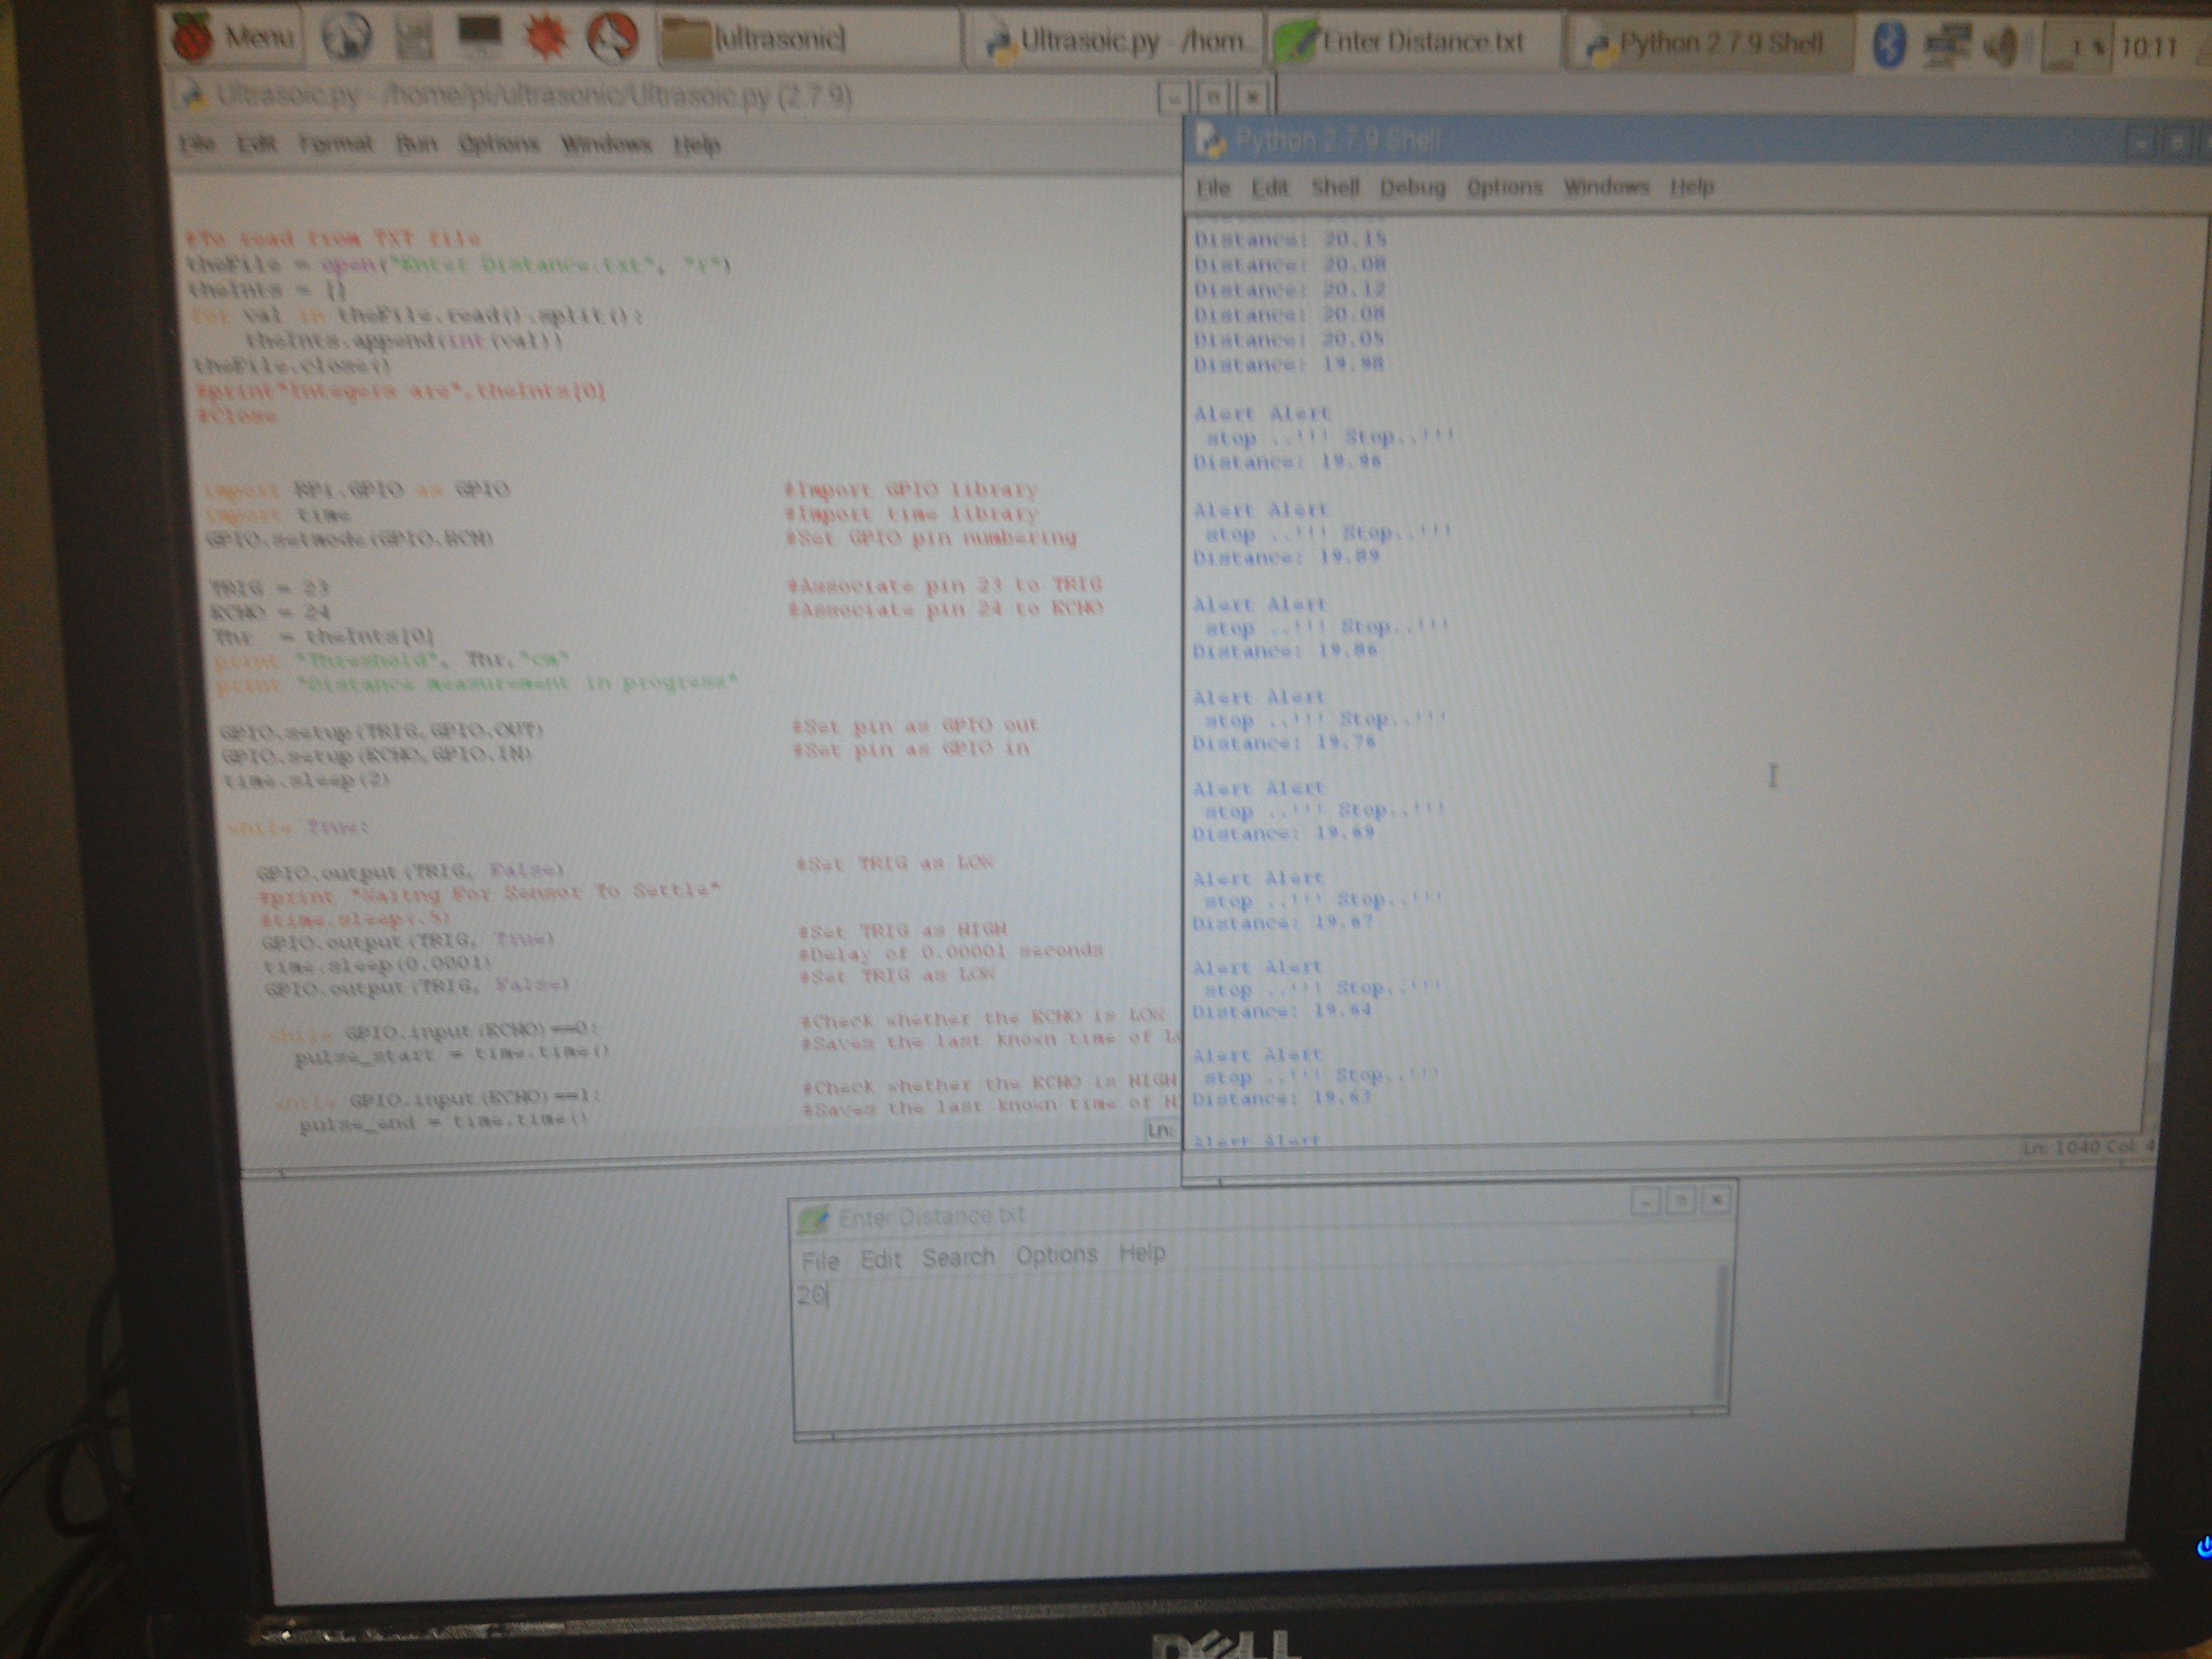 Menu
[ultrasonic]
Ultrasoic.py - /hom...
Enter Distance.txt
Python 2.7.9 Shell
1 %
10:11
Ultrasoic.py - /home/pi/ultrasonic/Ultrasoic.py (2.7.9)
File Edit Format Run Options Windows Help
#To read from TXT file
theFile = open("Enter Distance.txt", "r")
theInts = []
for val in theFile.read().split():
theInts.append(int(val))
theFile.close()
#print"Integers are",theInts[0]
#Close
import RPi.GPIO as GPIO #Import GPIO library
import time #Import time library
GPIO.setmode(GPIO.BCM) #Set GPIO pin numbering
TRIG = 23 #Associate pin 23 to TRIG
ECHO = 24 #Associate pin 24 to ECHO
Thr = theInts[0]
print "Threshold", Thr,"cm"
print "Distance measurement in progress"
GPIO.setup(TRIG,GPIO.OUT) #Set pin as GPIO out
GPIO.setup(ECHO,GPIO.IN) #Set pin as GPIO in
time.sleep(2)
while True:
GPIO.output(TRIG, False) #Set TRIG as LOW
#print "Waitng For Sensor To Settle"
#time.sleep(.5)
GPIO.output(TRIG, True) #Set TRIG as HIGH
time.sleep(0.0001) #Delay of 0.00001 seconds
GPIO.output(TRIG, False) #Set TRIG as LOW
while GPIO.input(ECHO)==0: #Check whether the ECHO is LOW
pulse_start = time.time() #Saves the last known time of
while GPIO.input(ECHO)==1: #Check whether the ECHO is HIGH
pulse_end = time.time() #Saves the last known time of
Ln:
Python 2.7.9 Shell
File Edit Shell Debug Options Windows Help
Distance: 20.15
Distance: 20.08
Distance: 20.12
Distance: 20.08
Distance: 20.05
Distance: 19.98
Alert Alert
stop ..!!! Stop..!!!
Distance: 19.96
Alert Alert
stop ..!!! Stop..!!!
Distance: 19.89
Alert Alert
stop ..!!! Stop..!!!
Distance: 19.86
Alert Alert
stop ..!!! Stop..!!!
Distance: 19.76
Alert Alert
stop ..!!! Stop..!!!
Distance: 19.69
Alert Alert
stop ..!!! Stop..!!!
Distance: 19.67
Alert Alert
stop ..!!! Stop..!!!
Distance: 19.64
Alert Alert
stop ..!!! Stop..!!!
Distance: 19.63
Alert Alert
Ln: 1040 Col: 4
Enter Distance.txt
File Edit Search Options Help
20
DELL